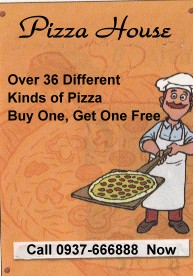 Pizza House
Over 36 Different
Kinds of Pizza
Buy One, Get One Free
Call 0937-666888 Now